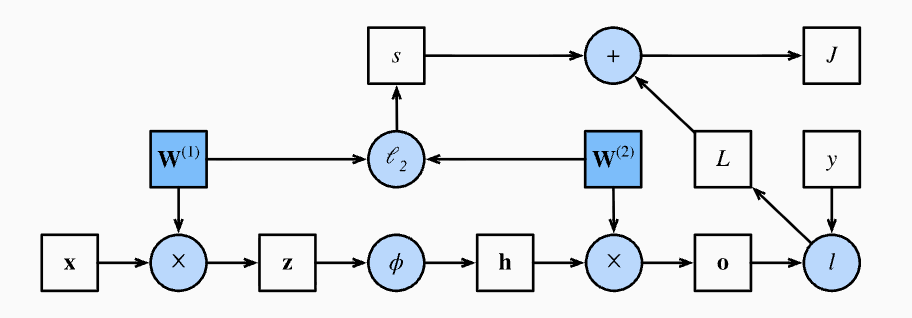 s + J
W⁽¹⁾ ℓ₂ W⁽²⁾ L y
x × z ϕ h × o l